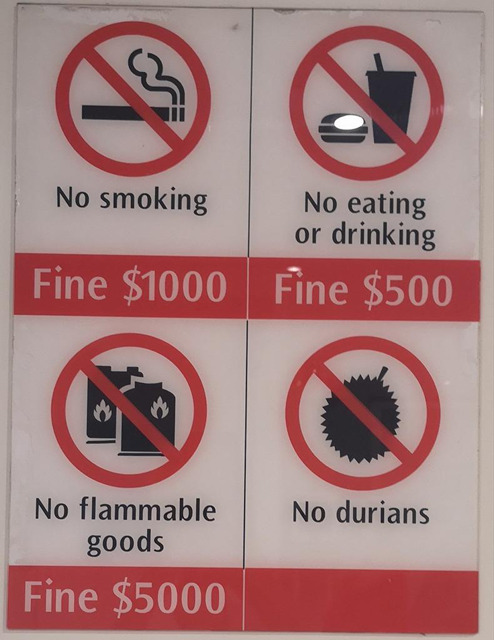 No smoking
Fine $1000
No eating
or drinking
Fine $500
No flammable
goods
Fine $5000
No durians